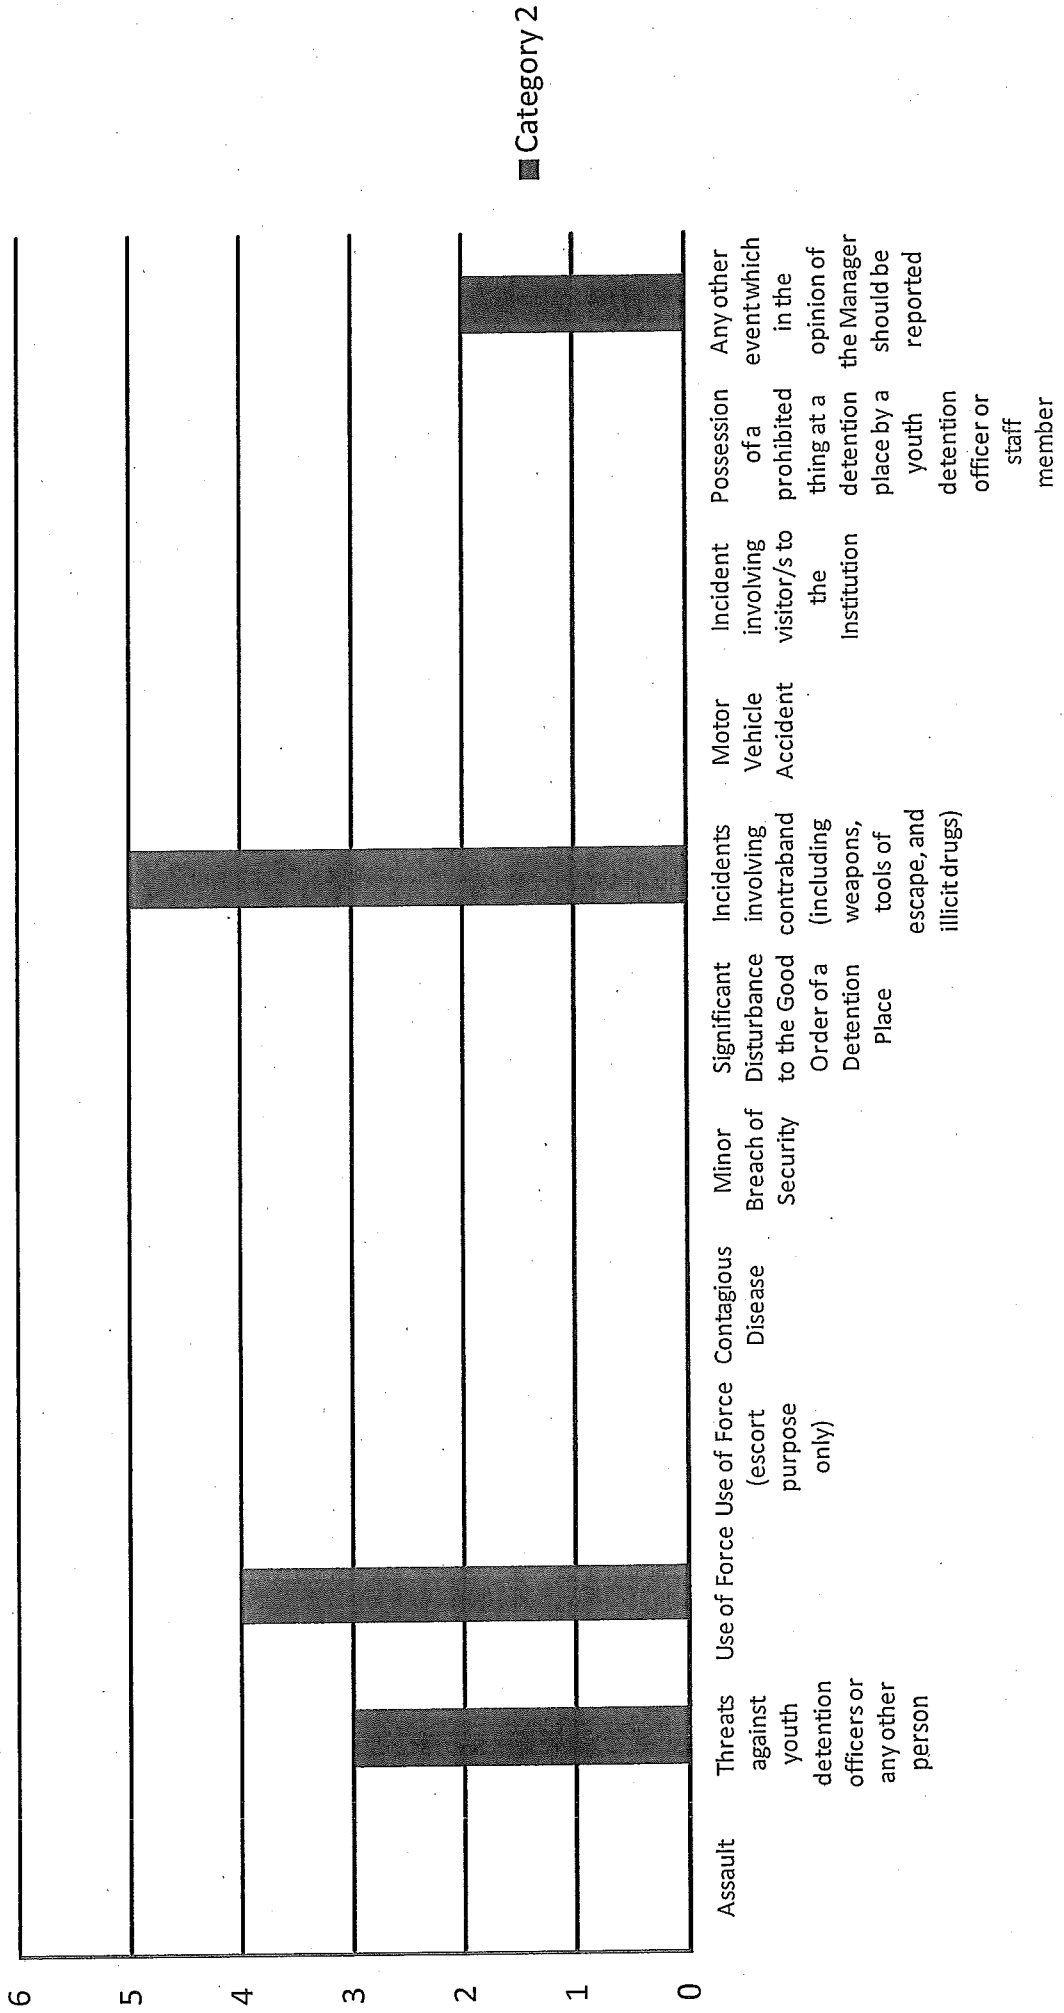 6
5
4
3
2
1
0
Assault
Threats
against
youth
detention
officers or
any other
person
Use of Force
Use of Force
(escort
purpose
only)
Contagious
Disease
Minor
Breach of
Security
Significant
Disturbance
to the Good
Order of a
Detention
Place
Incidents
involving
contraband
(including
weapons,
tools of
escape, and
illicit drugs)
Motor
Vehicle
Accident
Incident
involving
visitor/s to
the
Institution
Possession
of a
prohibited
thing at a
detention
place by a
youth
detention
officer or
staff
member
Any other
event which
in the
opinion of
the Manager
should be
reported
Category 2